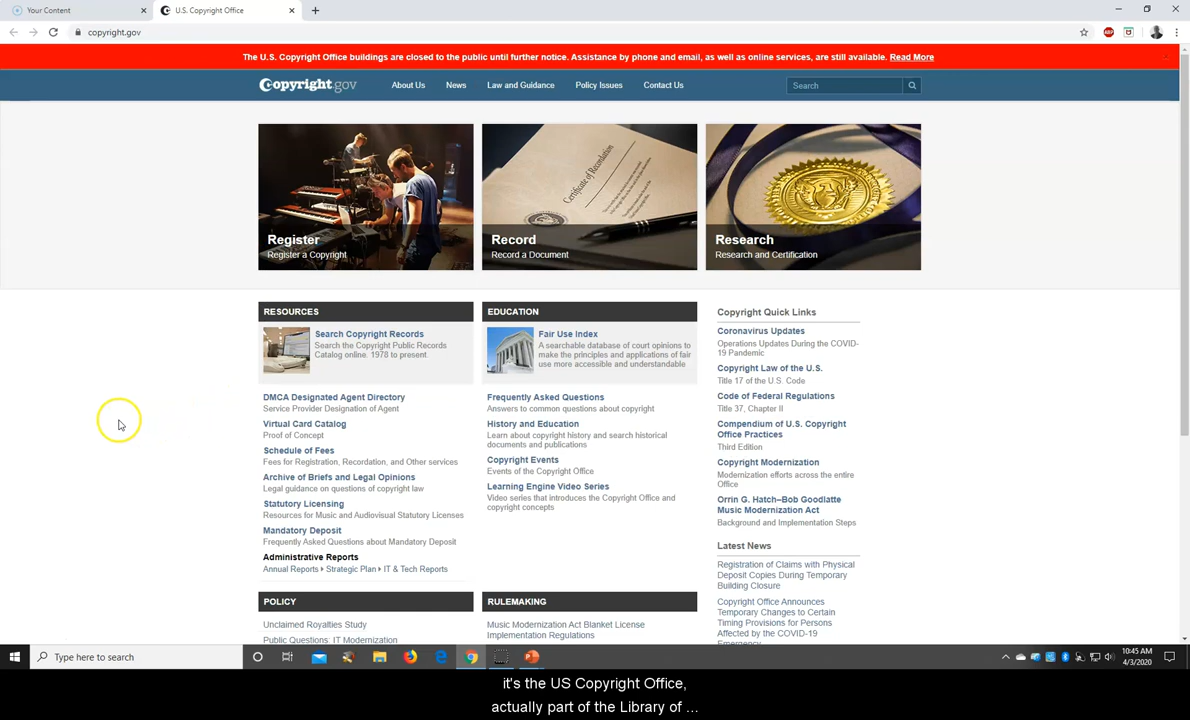 Your Content
U.S. Copyright Office
copyright.gov
The U.S. Copyright Office buildings are closed to the public until further notice. Assistance by phone and email, as well as online services, are still available. Read More
Copyright.gov
About Us
News
Law and Guidance
Policy Issues
Contact Us
Search
Register
Register a Copyright
Certificate of Recordation
Record
Record a Document
Research
Research and Certification
RESOURCES
Search Copyright Records
Search the Copyright Public Records
Catalog online. 1978 to present.
DMCA Designated Agent Directory
Service Provider Designation of Agent
Virtual Card Catalog
Proof of Concept
Schedule of Fees
Fees for Registration, Recordation, and Other services
Archive of Briefs and Legal Opinions
Legal guidance on questions of copyright law
Statutory Licensing
Resources for Music and Audiovisual Statutory Licenses
Mandatory Deposit
Frequently Asked Questions about Mandatory Deposit
Administrative Reports
Annual Reports Strategic Plan IT & Tech Reports
EDUCATION
Fair Use Index
A searchable database of court opinions to
make the principles and applications of fair
use more accessible and understandable
Frequently Asked Questions
Answers to common questions about copyright
History and Education
Learn about copyright history and search historical
documents and publications
Copyright Events
Events of the Copyright Office
Learning Engine Video Series
Video series that introduces the Copyright Office and
copyright concepts
Copyright Quick Links
Coronavirus Updates
Operations Updates During the COVID-
19 Pandemic
Copyright Law of the U.S.
Title 17 of the U.S. Code
Code of Federal Regulations
Title 37, Chapter II
Compendium of U.S. Copyright
Office Practices
Third Edition
Copyright Modernization
Modernization efforts across the entire
Office
Orrin G. Hatch–Bob Goodlatte
Music Modernization Act
Background and Implementation Steps
Latest News
Registration of Claims with Physical
Deposit Copies During Temporary
Building Closure
Copyright Office Announces
Temporary Changes to Certain
Timing Provisions for Persons
Affected by the COVID-19
Emergency
POLICY
Unclaimed Royalties Study
Public Questions: IT Modernization
RULEMAKING
Music Modernization Act Blanket License
Implementation Regulations
Type here to search
10:45 AM
4/3/2020
it's the US Copyright Office,
actually part of the Library of ...